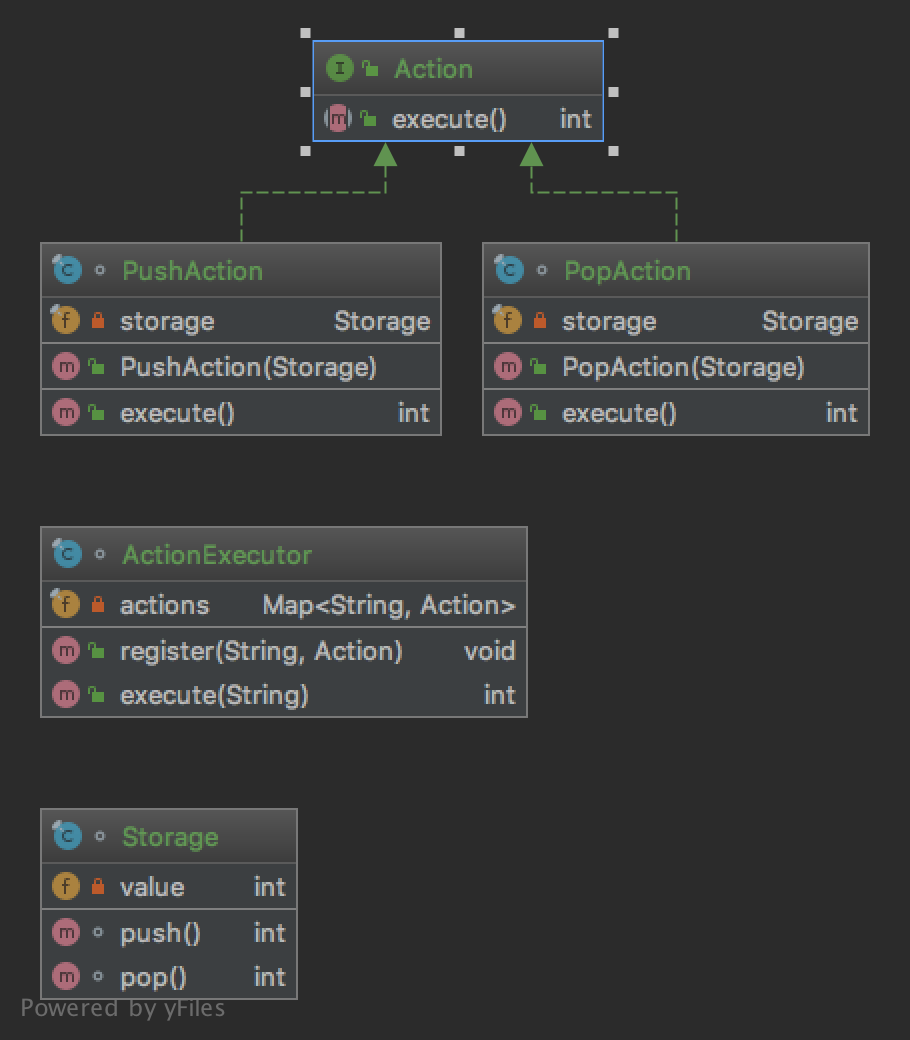 Action
execute() int
PushAction
storage Storage
PushAction(Storage)
execute() int
PopAction
storage Storage
PopAction(Storage)
execute() int
ActionExecutor
actions Map<String, Action>
register(String, Action) void
execute(String) int
Storage
value int
push() int
pop() int
Powered by yFiles